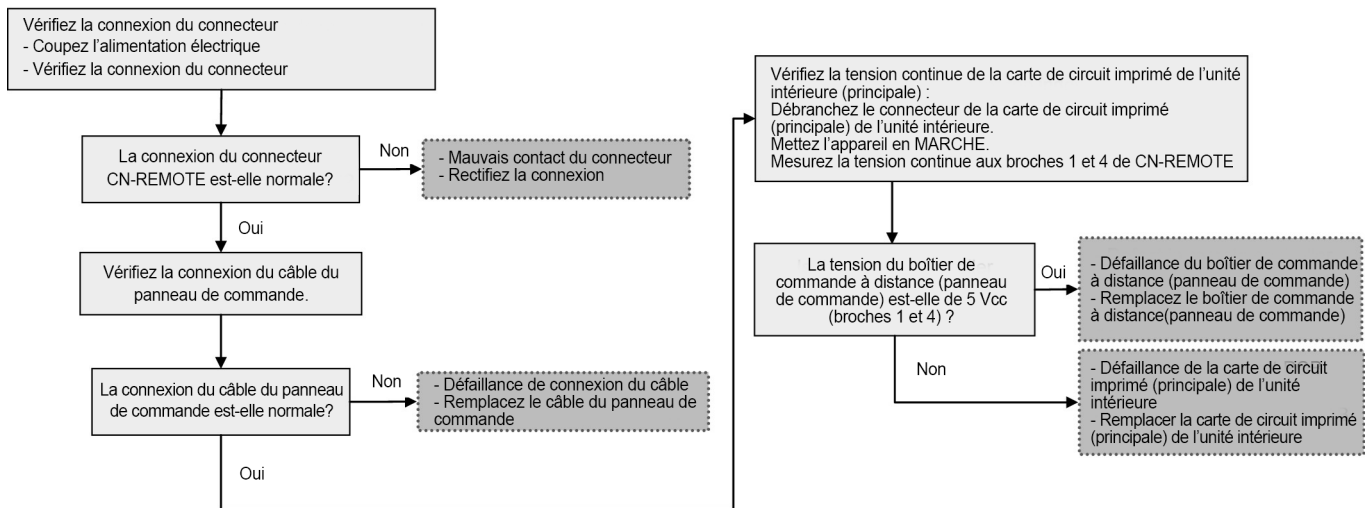 Vérifiez la connexion du connecteur
- Coupez l'alimentation électrique
- Vérifiez la connexion du connecteur
La connexion du connecteur
CN-REMOTE est-elle normale?
Non
- Mauvais contact du connecteur
- Rectifiez la connexion
Oui
Vérifiez la connexion du câble du
panneau de commande.
La connexion du câble du panneau
de commande est-elle normale?
Non
- Défaillance de connexion du câble
- Remplacez le câble du panneau de
commande
Oui
Vérifiez la tension continue de la carte de circuit imprimé de l'unité
intérieure (principale) :
Débranchez le connecteur de la carte de circuit imprimé
(principale) de l'unité intérieure.
Mettez l'appareil en MARCHE.
Mesurez la tension continue aux broches 1 et 4 de CN-REMOTE
La tension du boîtier de
commande à distance (panneau
de commande) est-elle de 5 Vcc
(broches 1 et 4) ?
Oui
- Défaillance du boîtier de commande
à distance (panneau de commande)
- Remplacez le boîtier de commande
à distance(panneau de commande)
Non
- Défaillance de la carte de circuit
imprimé (principale) de l'unité
intérieure
- Remplacer la carte de circuit imprimé
(principale) de l'unité intérieure